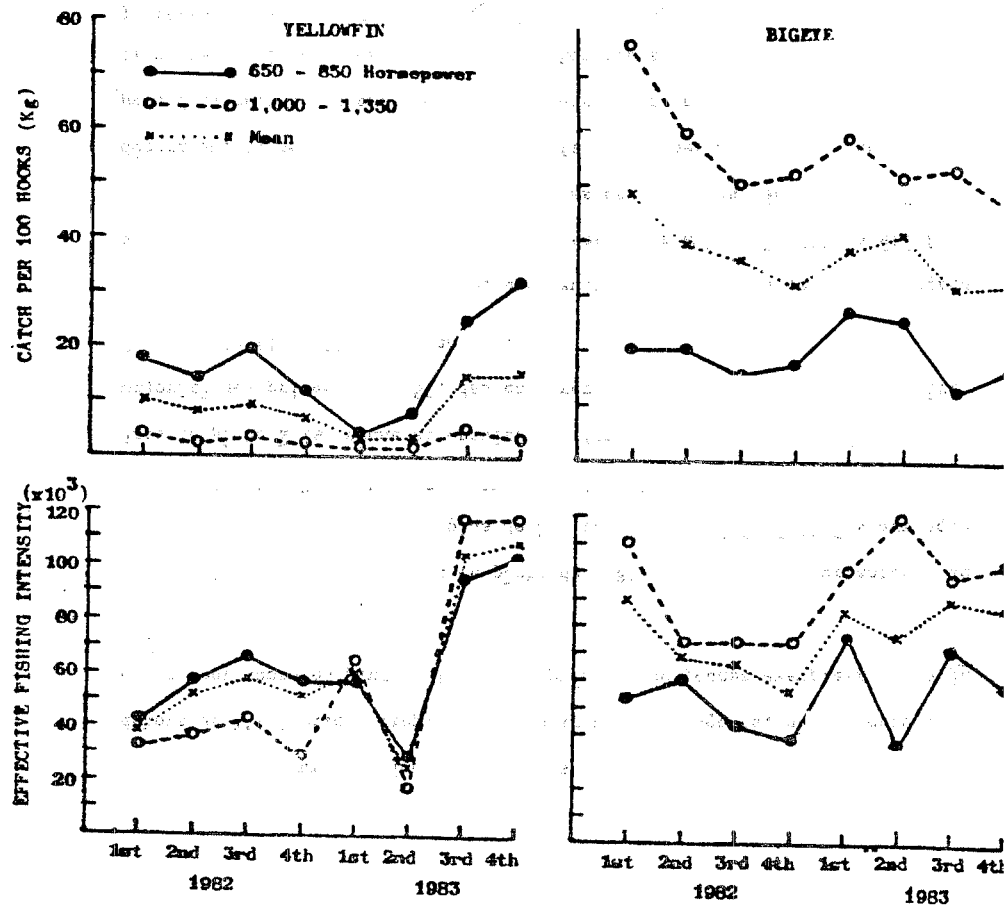 YELLOWFIN
BIGEYE
650 - 850 Horsepower
1,000 - 1,350
Mean
CATCH PER 100 HOOKS (Kg)
80
60
40
20
EFFECTIVE FISHING INTENSITY (x10³
120
100
80
60
40
20
1st 2nd 3rd 4th 1st 2nd 3rd 4th
1982 1983
1st 2nd 3rd 4th 1st 2nd 3rd 4th
1982 1983